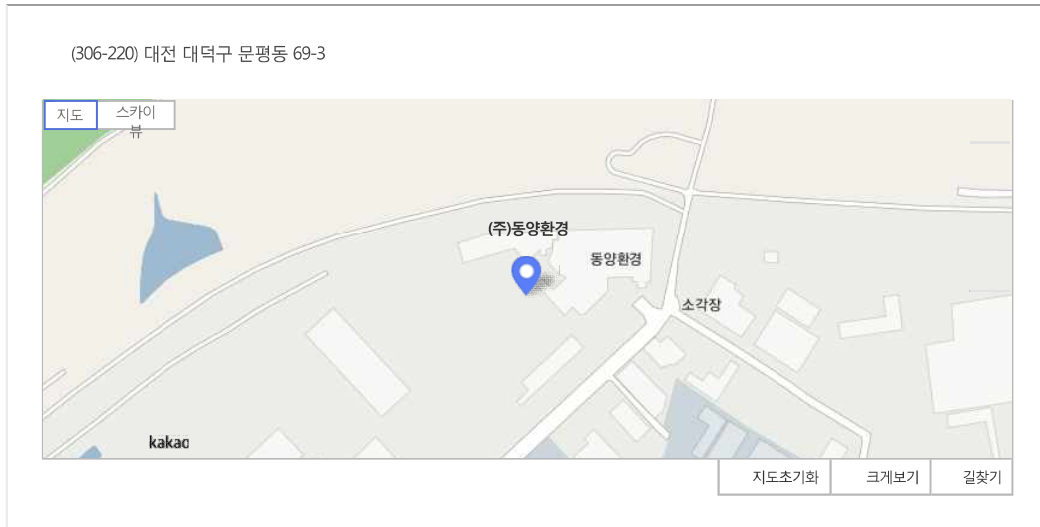 (306-220) 대전 대덕구 문평동 69-3
지도
스카이
뷰
(주)동양환경
동양환경
소각장
kakao
지도초기화
크게보기
길찾기